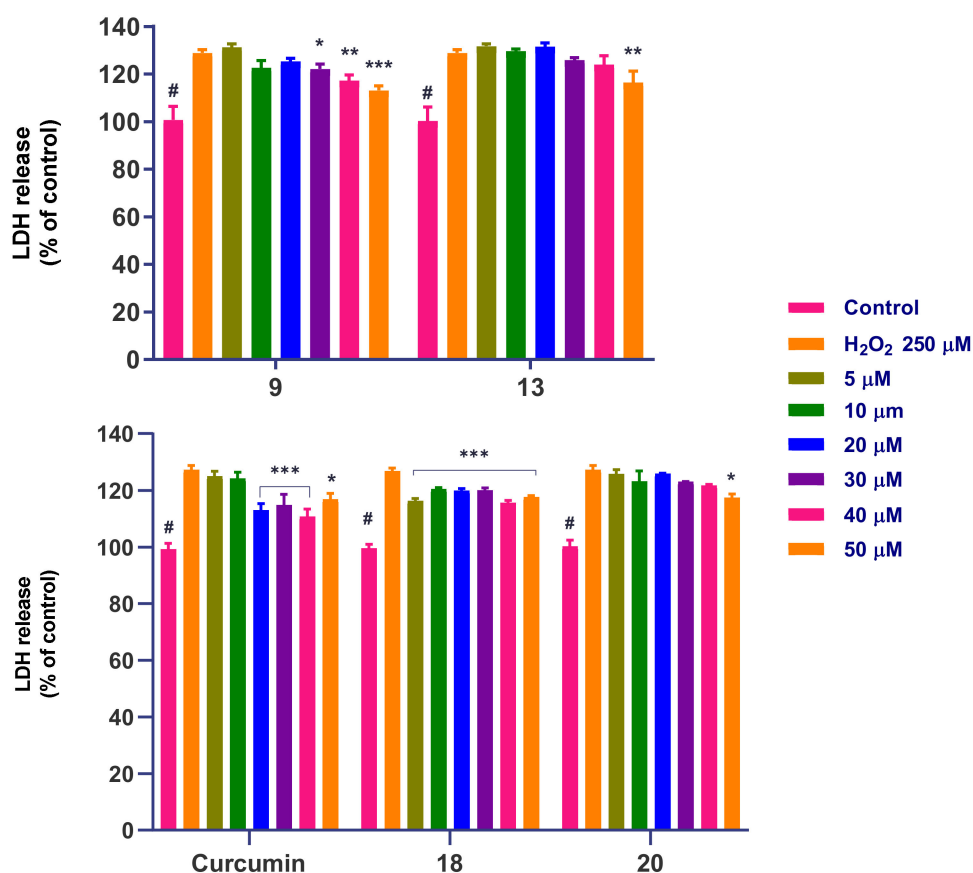 140
120
100
80
60
40
20
0
LDH release
(% of control)
#
*
**
***
#
**
9
13
140
120
100
80
60
40
20
0
LDH release
(% of control)
#
***
*
#
***
#
*
Curcumin
18
20
Control
H₂O₂ 250 μM
5 μM
10 μm
20 μM
30 μM
40 μM
50 μM